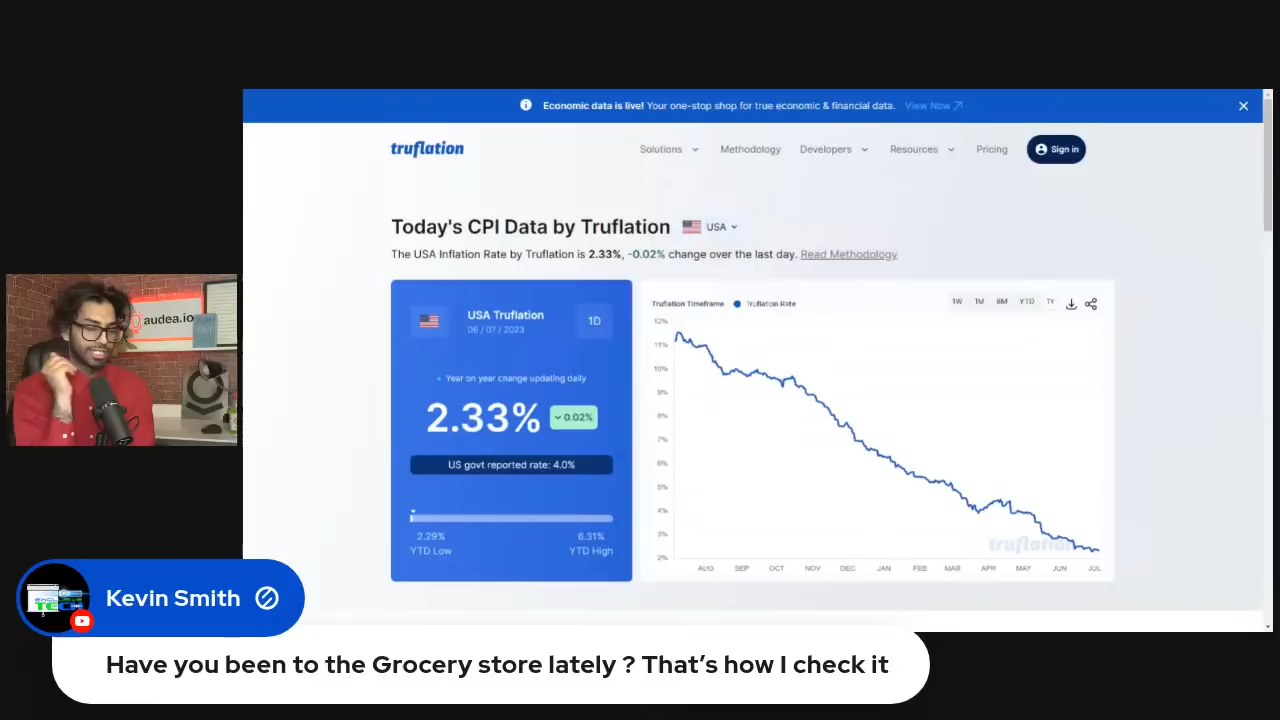 Economic data is live! Your one-stop shop for true economic & financial data. View Now
truflation
Solutions Methodology Developers Resources Pricing Sign in
Today's CPI Data by Truflation USA
The USA Inflation Rate by Truflation is 2.33%, -0.02% change over the last day. Read Methodology
USA Truflation
06 / 07 / 2023
1D
Year on year change updating daily
2.33% 0.02%
US govt reported rate: 4.0%
2.29% 6.31%
YTD Low YTD High
Truflation Timeframe Truflation Rate 1W 1M 6M YTD 1Y
12%
11%
10%
9%
8%
7%
6%
5%
4%
3%
2%
truflation
AUG SEP OCT NOV DEC JAN FEB MAR APR MAY JUN JUL
audea.io
TECH
Kevin Smith
Have you been to the Grocery store lately ? That's how I check it